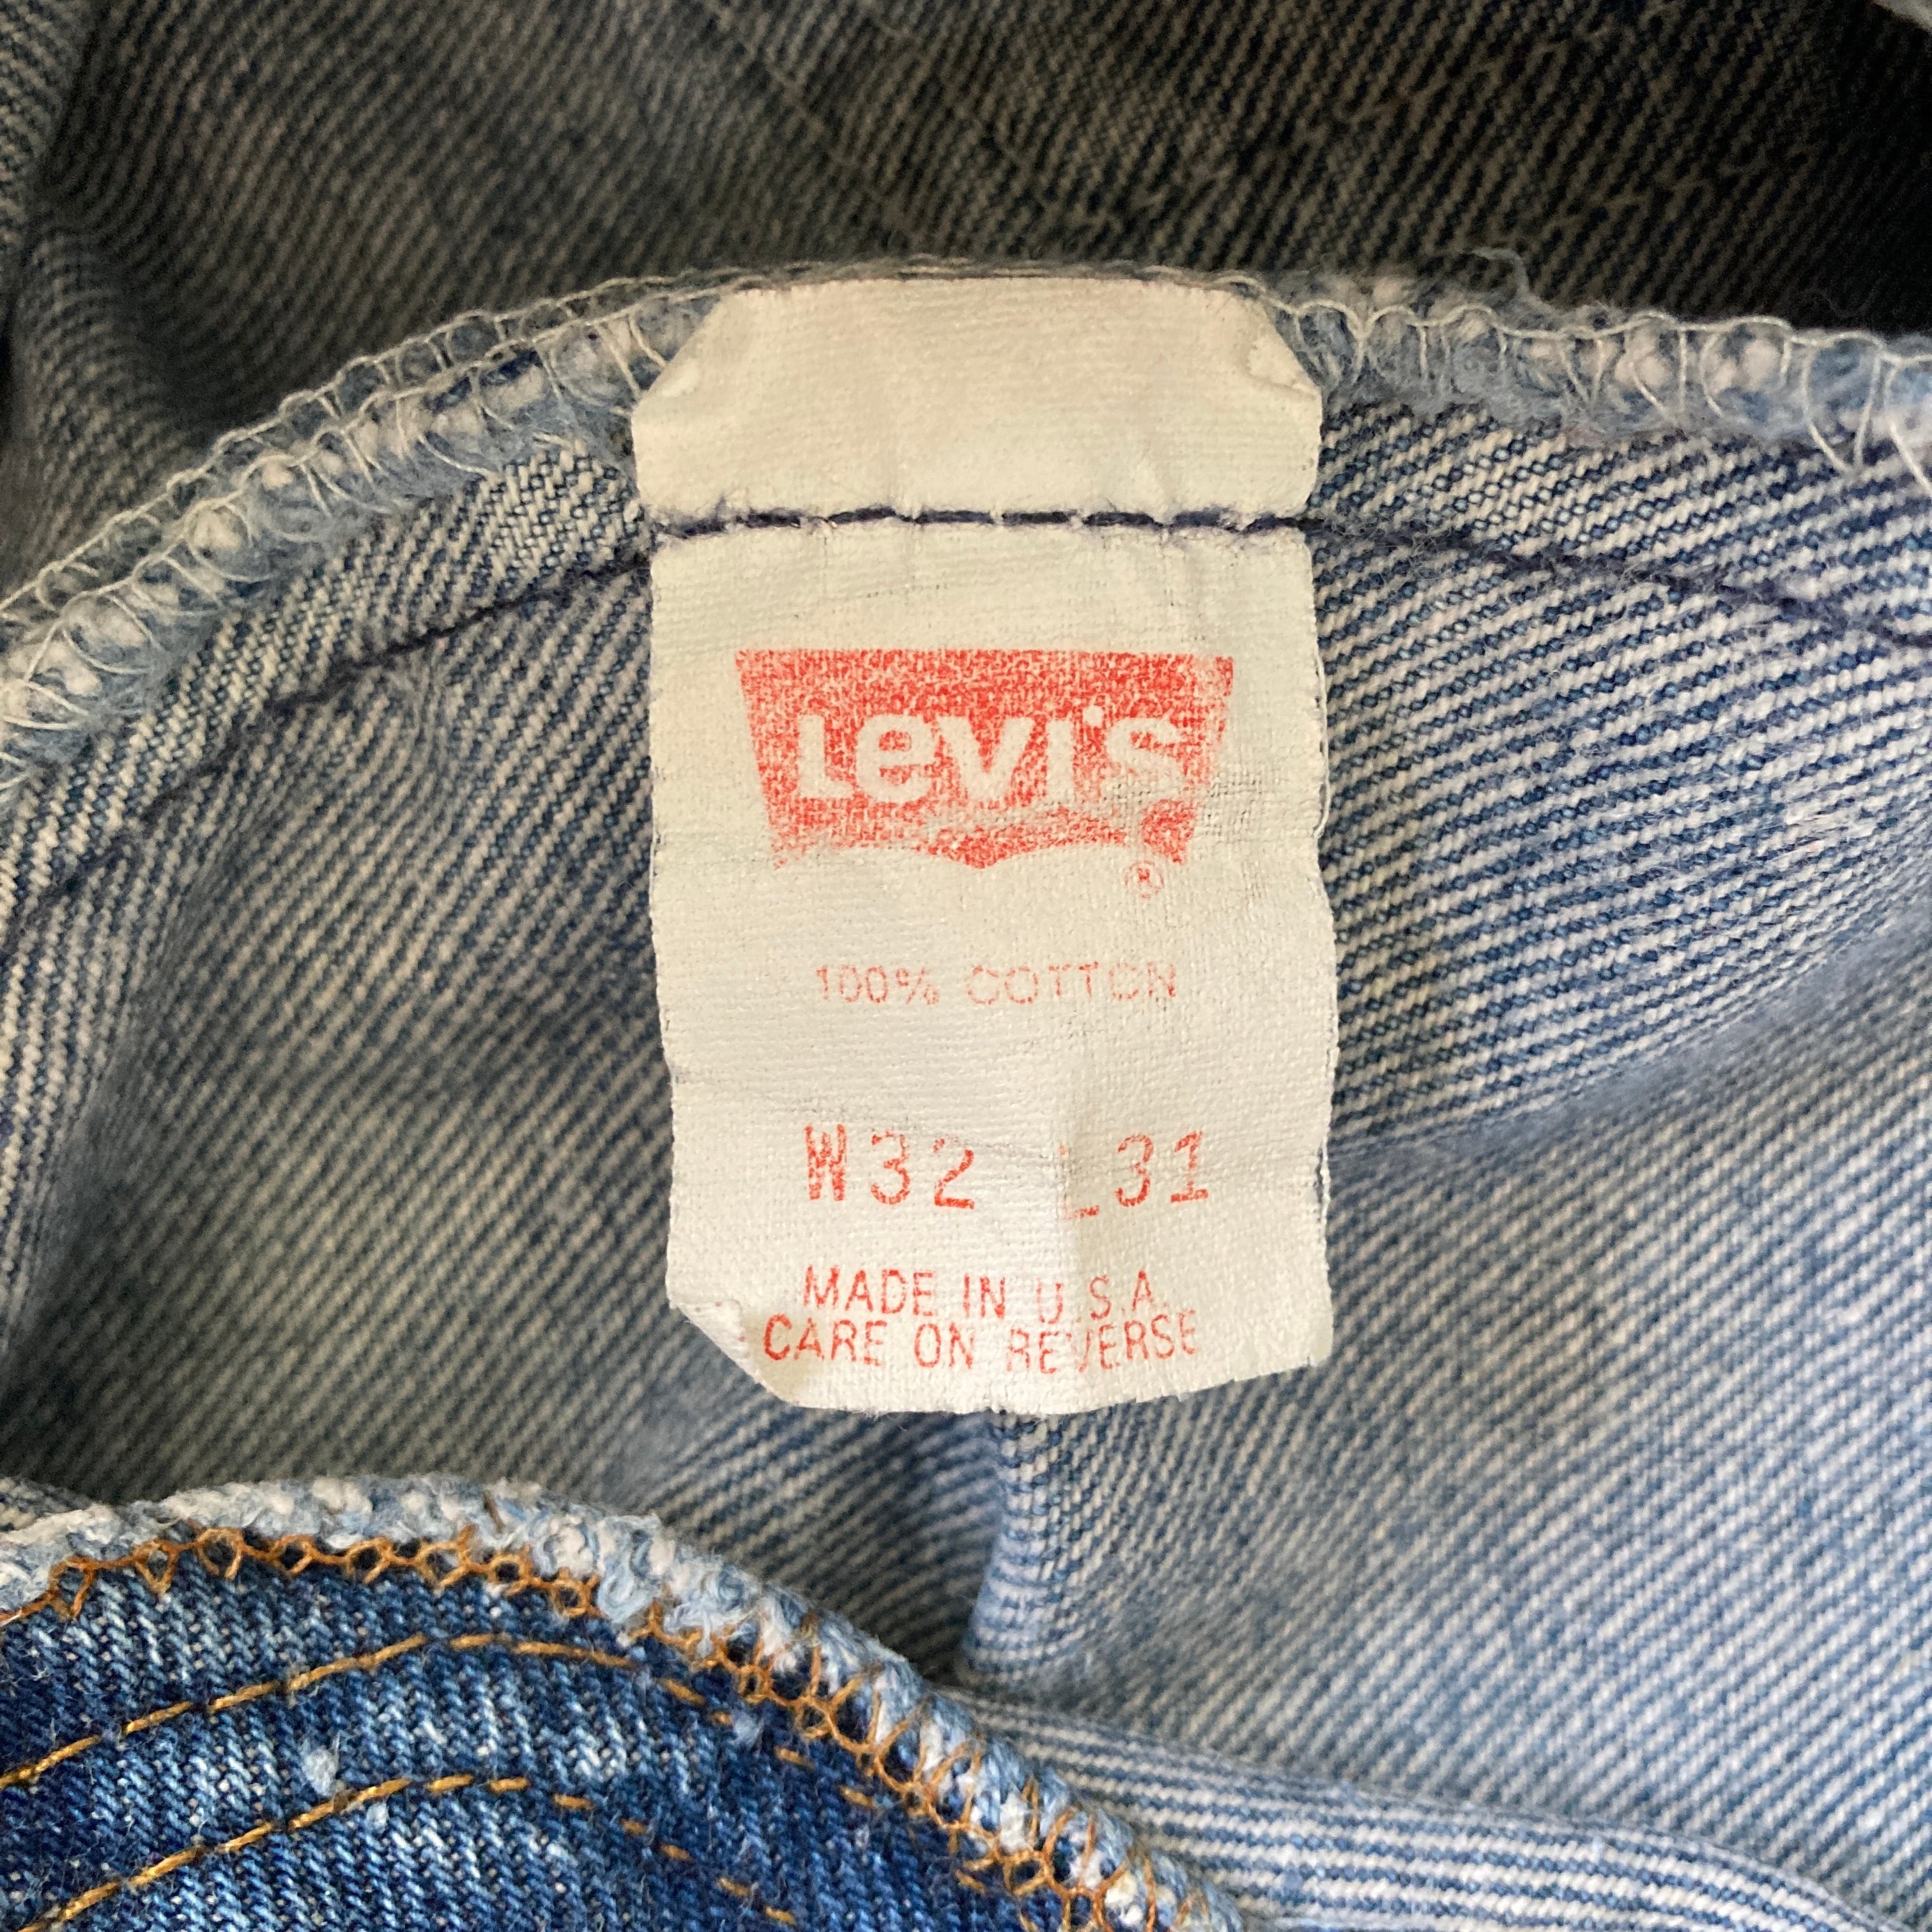 Levi's
®
100% COTTON
W32 L31
MADE IN U.S.A.
CARE ON REVERSE